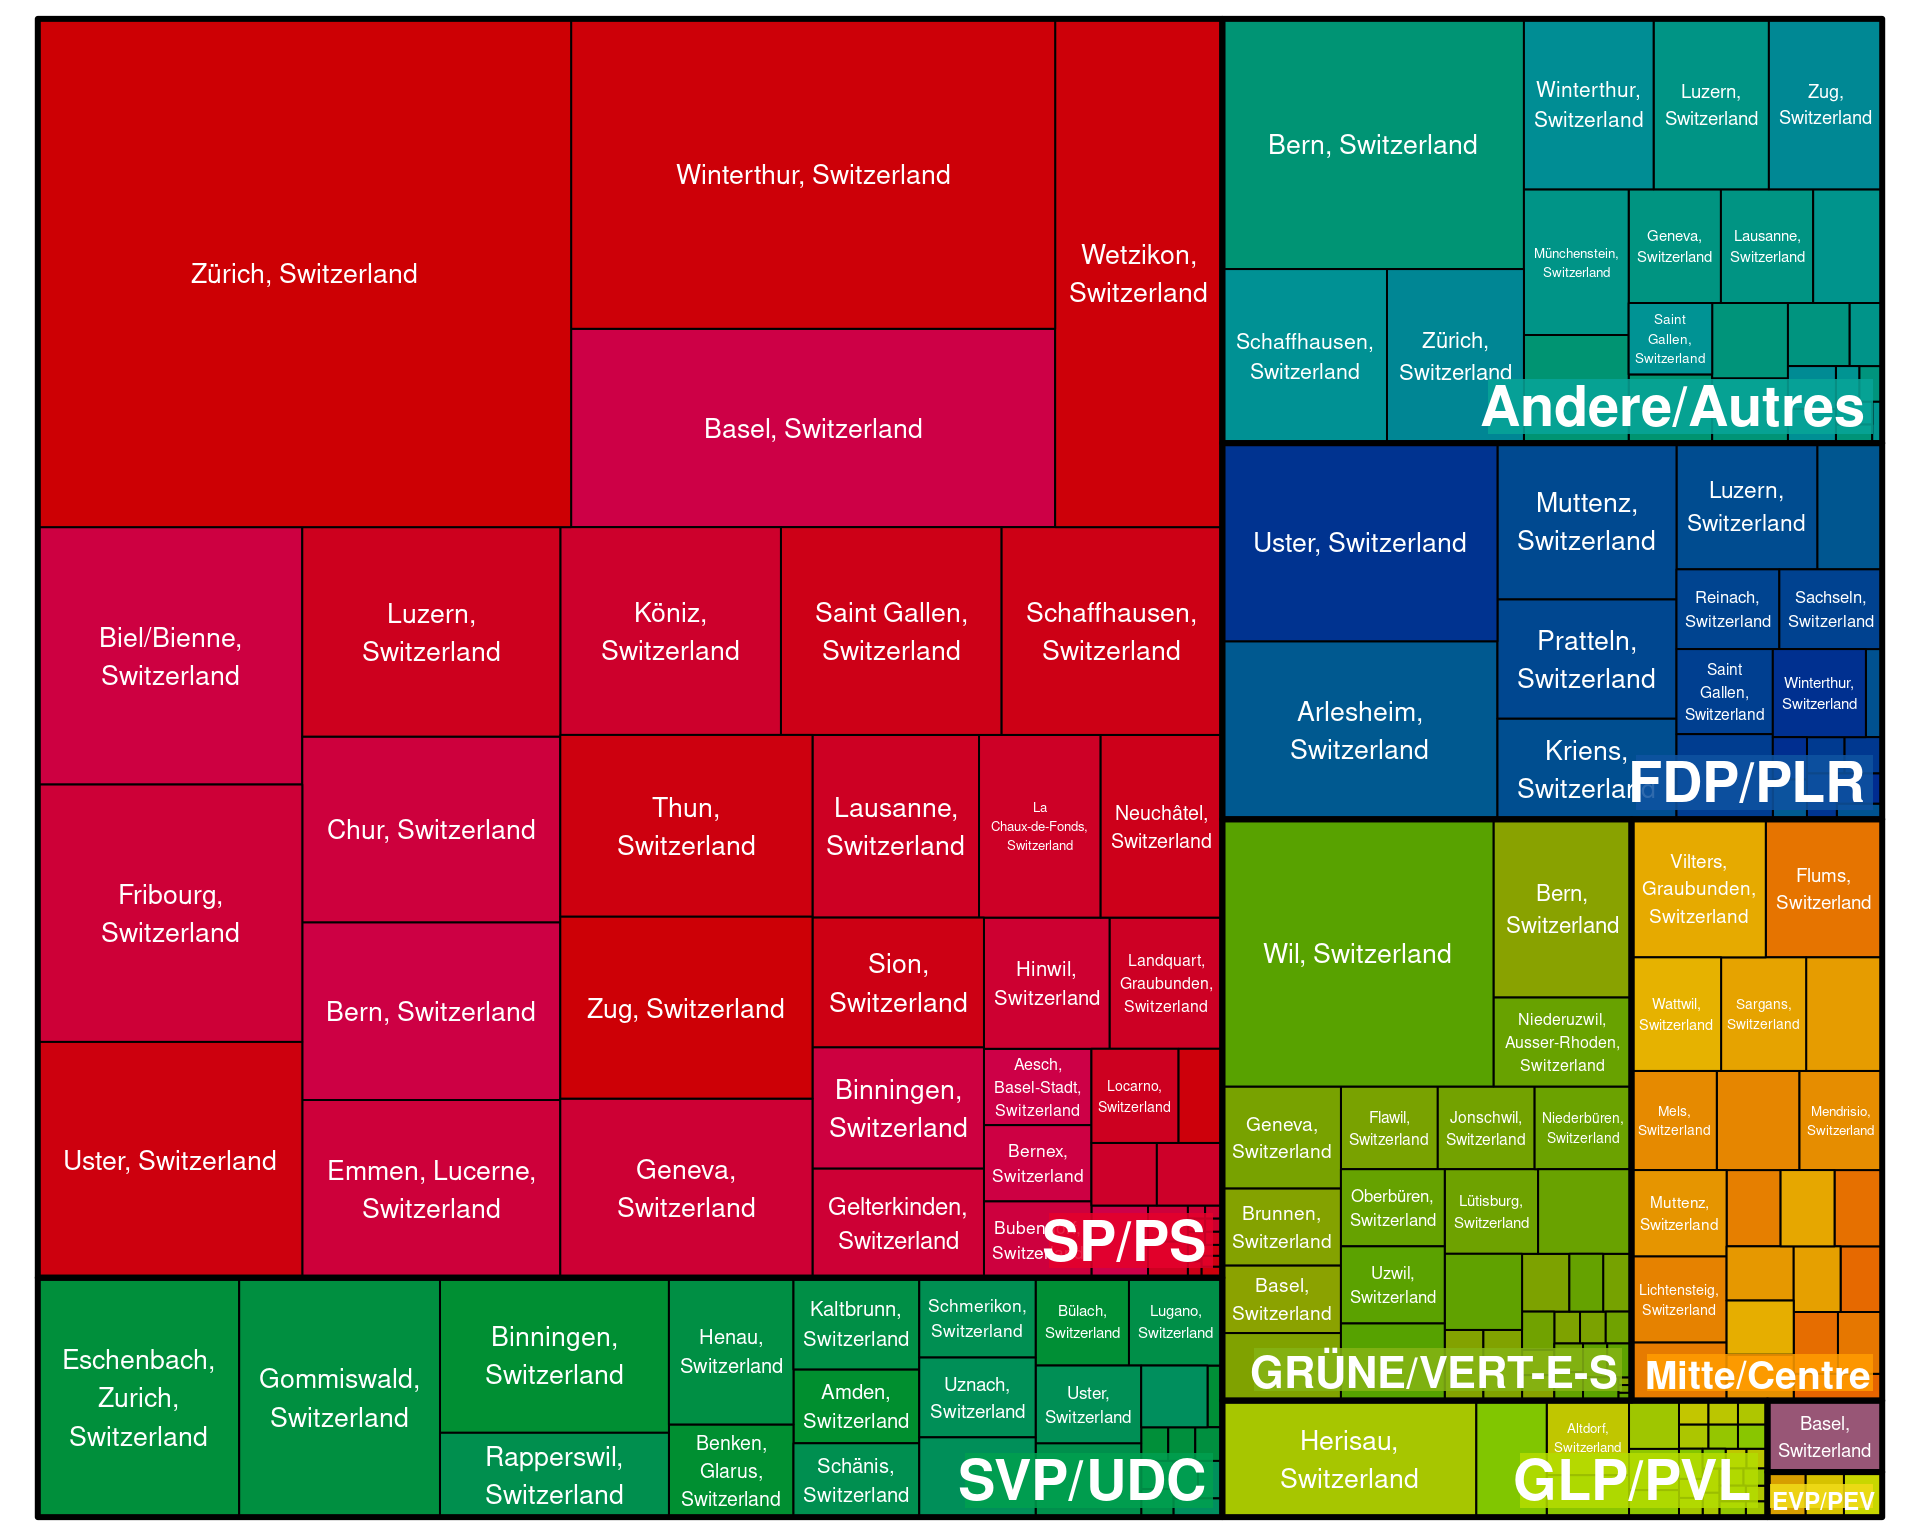 Zürich, Switzerland
Winterthur, Switzerland
Basel, Switzerland
Wetzikon,
Switzerland
Biel/Bienne,
Switzerland
Fribourg,
Switzerland
Uster, Switzerland
Luzern,
Switzerland
Chur, Switzerland
Bern, Switzerland
Emmen, Lucerne,
Switzerland
Köniz,
Switzerland
Saint Gallen,
Switzerland
Schaffhausen,
Switzerland
Thun,
Switzerland
Zug, Switzerland
Geneva,
Switzerland
Lausanne,
Switzerland
La
Chaux-de-Fonds,
Switzerland
Neuchâtel,
Switzerland
Sion,
Switzerland
Binningen,
Switzerland
Gelterkinden,
Switzerland
Hinwil,
Switzerland
Landquart,
Graubunden,
Switzerland
Aesch,
Basel-Stadt,
Switzerland
Bernex,
Switzerland
Locarno,
Switzerland
SP/PS
Eschenbach,
Zurich,
Switzerland
Gommiswald,
Switzerland
Binningen,
Switzerland
Rapperswil,
Switzerland
Henau,
Switzerland
Benken,
Glarus,
Switzerland
Kaltbrunn,
Switzerland
Amden,
Switzerland
Schänis,
Switzerland
Schmerikon,
Switzerland
Uznach,
Switzerland
Bülach,
Switzerland
Lugano,
Switzerland
Uster,
Switzerland
SVP/UDC
Bern, Switzerland
Schaffhausen,
Switzerland
Zürich,
Switzerland
Winterthur,
Switzerland
Luzern,
Switzerland
Zug,
Switzerland
Münchenstein,
Switzerland
Geneva,
Switzerland
Lausanne,
Switzerland
Saint
Gallen,
Switzerland
Andere/Autres
Uster, Switzerland
Arlesheim,
Switzerland
Muttenz,
Switzerland
Pratteln,
Switzerland
Kriens,
Switzerland
Luzern,
Switzerland
Reinach,
Switzerland
Sachseln,
Switzerland
Saint
Gallen,
Switzerland
Winterthur,
Switzerland
FDP/PLR
Wil, Switzerland
Bern,
Switzerland
Niederuzwil,
Ausser-Rhoden,
Switzerland
Geneva,
Switzerland
Brunnen,
Switzerland
Basel,
Switzerland
Flawil,
Switzerland
Jonschwil,
Switzerland
Niederbüren,
Switzerland
Oberbüren,
Switzerland
Lütisburg,
Switzerland
Uzwil,
Switzerland
GRÜNE/VERT-E-S
Vilters,
Graubunden,
Switzerland
Flums,
Switzerland
Wattwil,
Switzerland
Sargans,
Switzerland
Mels,
Switzerland
Mendrisio,
Switzerland
Muttenz,
Switzerland
Lichtensteig,
Switzerland
Mitte/Centre
Herisau,
Switzerland
Altdorf,
Switzerland
GLP/PVL
Basel,
Switzerland
EVP/PEV